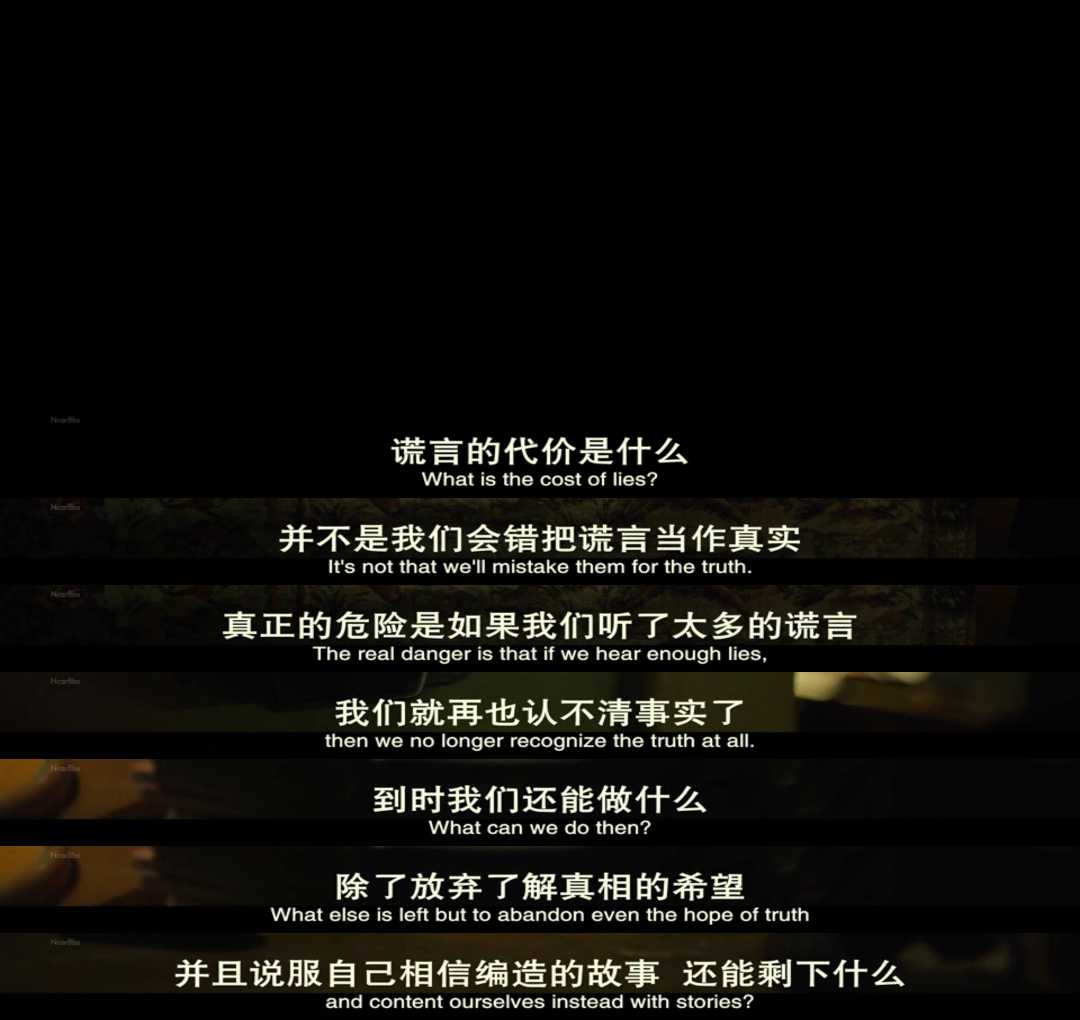 谎言的代价是什么
What is the cost of lies?
并不是我们会错把谎言当作真实
It's not that we'll mistake them for the truth.
真正的危险是如果我们听了太多的谎言
The real danger is that if we hear enough lies,
我们就再也认不清事实了
then we no longer recognize the truth at all.
到时我们还能做什么
What can we do then?
除了放弃了解真相的希望
What else is left but to abandon even the hope of truth
并且说服自己相信编造的故事 还能剩下什么
and content ourselves instead with stories?